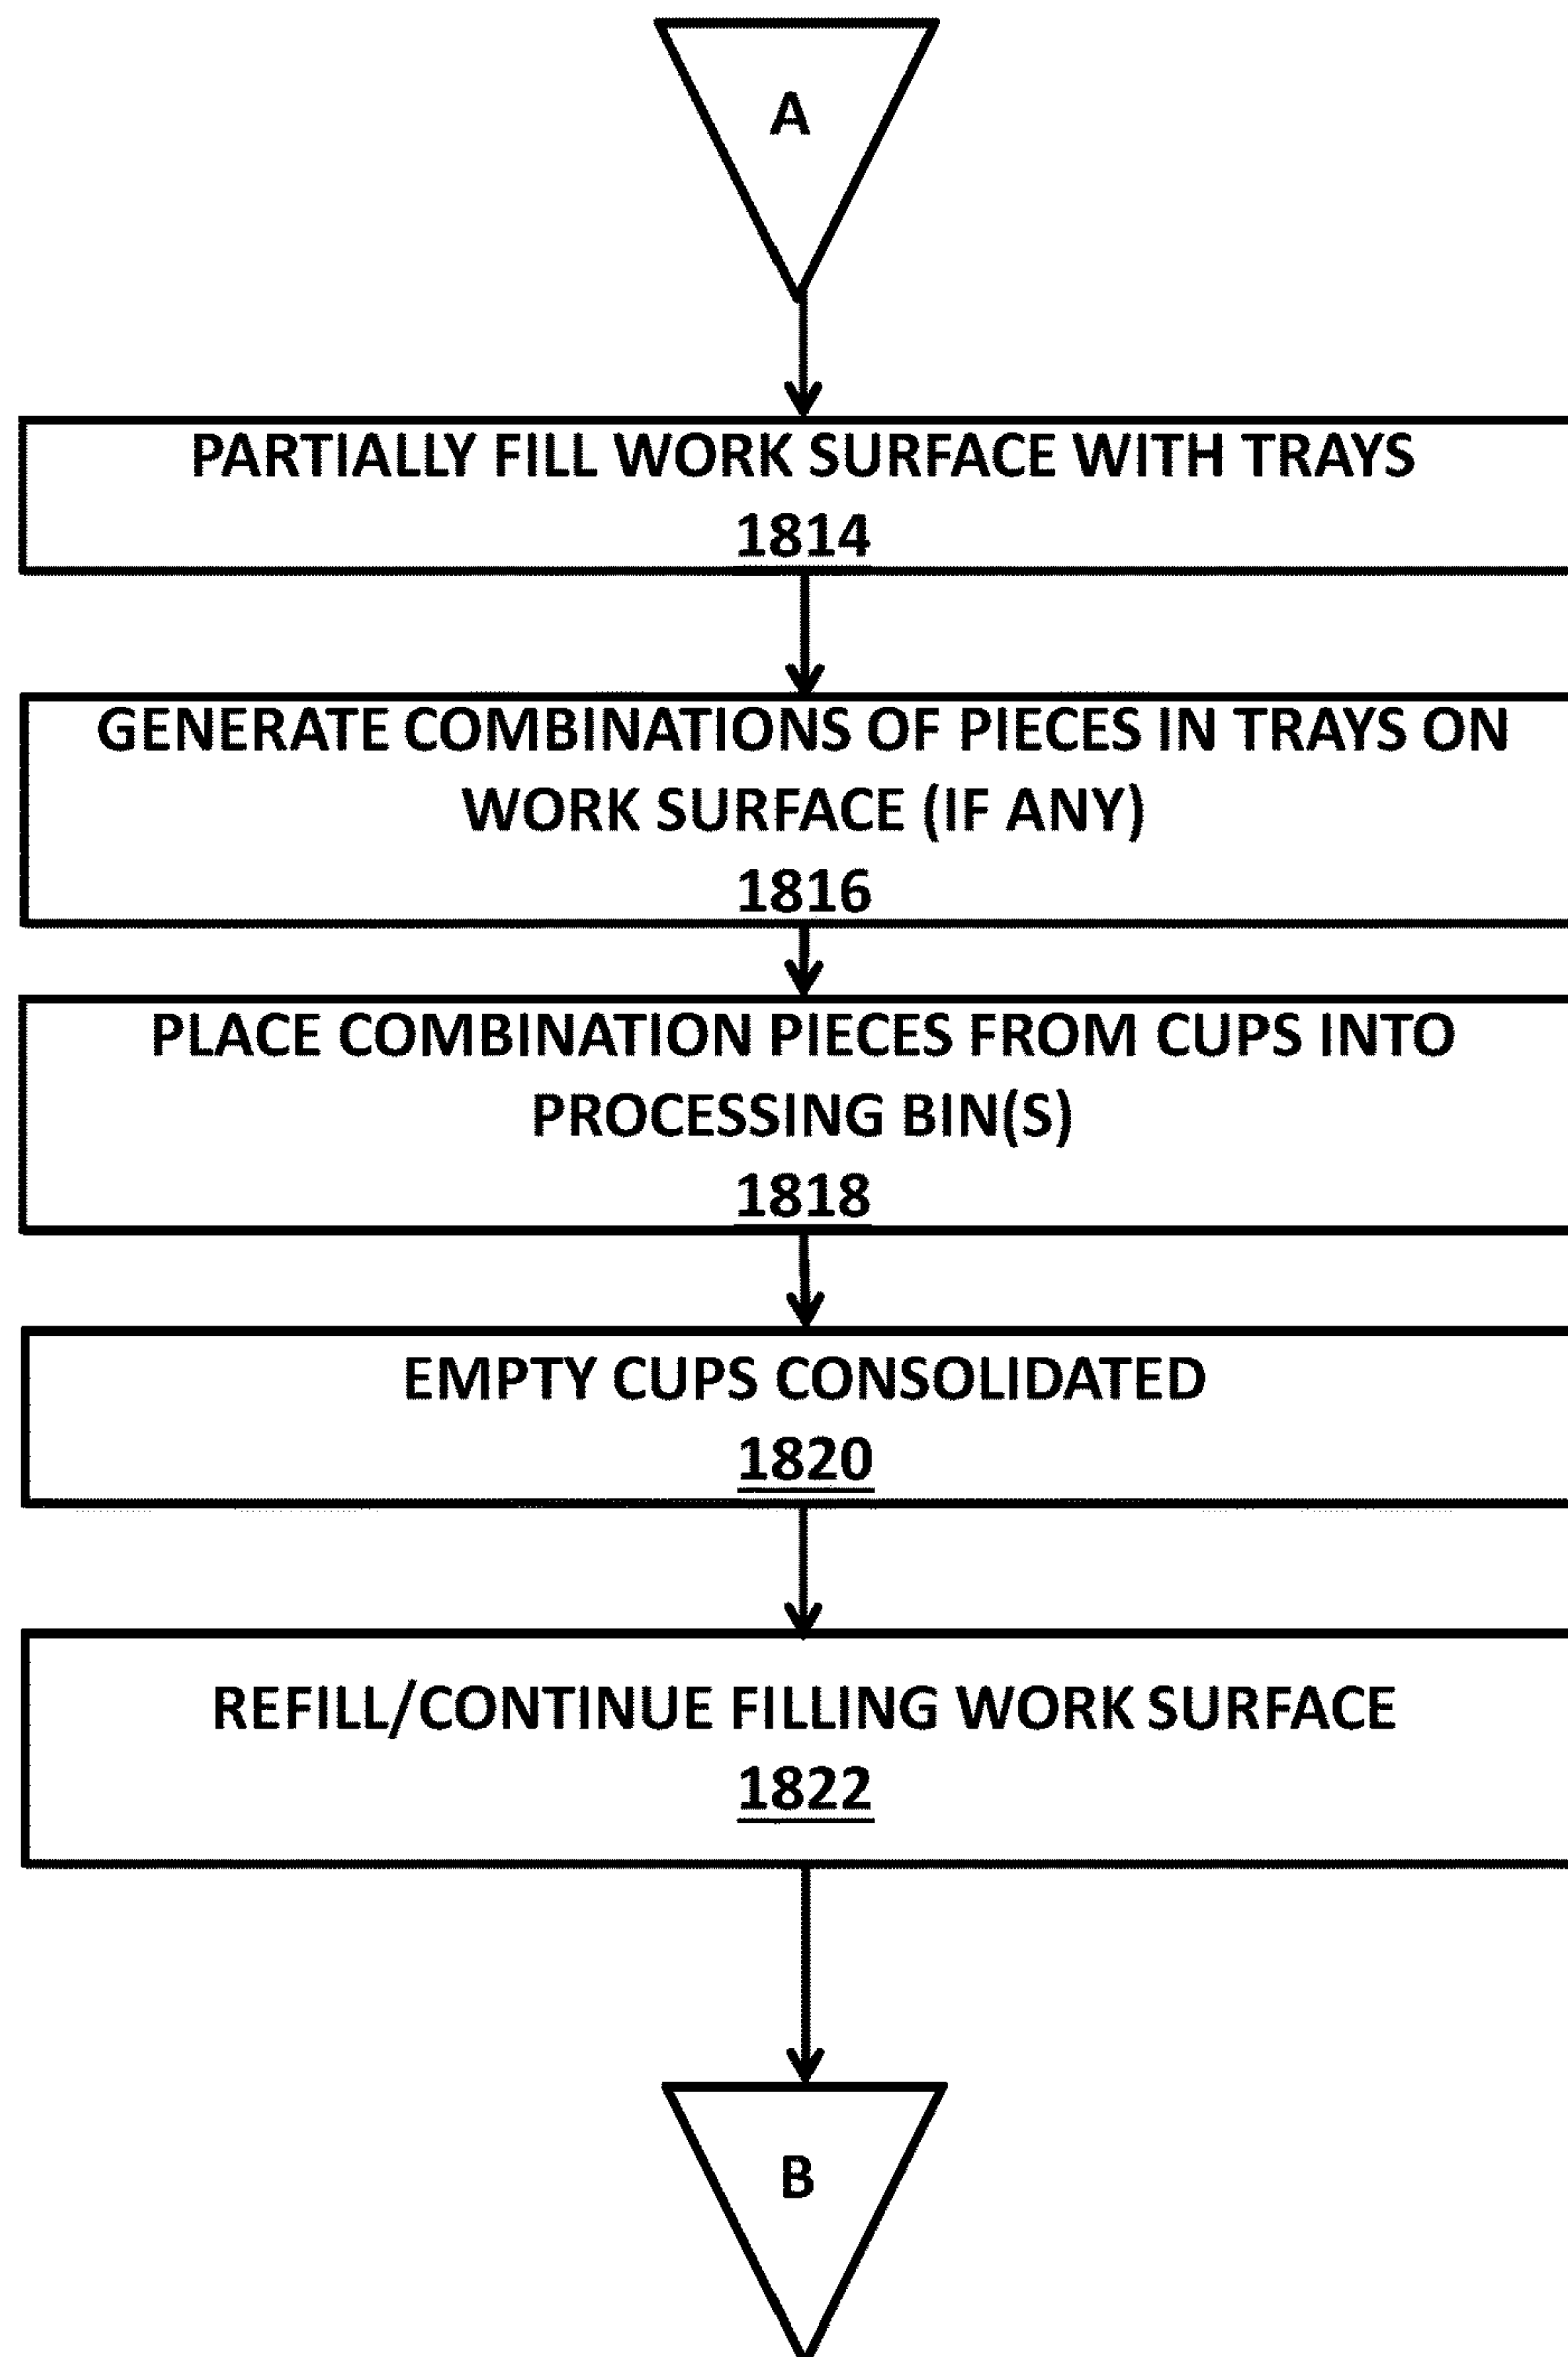 A
PARTIALLY FILL WORK SURFACE WITH TRAYS
1814
GENERATE COMBINATIONS OF PIECES IN TRAYS ON
WORK SURFACE (IF ANY)
1816
PLACE COMBINATION PIECES FROM CUPS INTO
PROCESSING BIN(S)
1818
EMPTY CUPS CONSOLIDATED
1820
REFILL/CONTINUE FILLING WORK SURFACE
1822
B